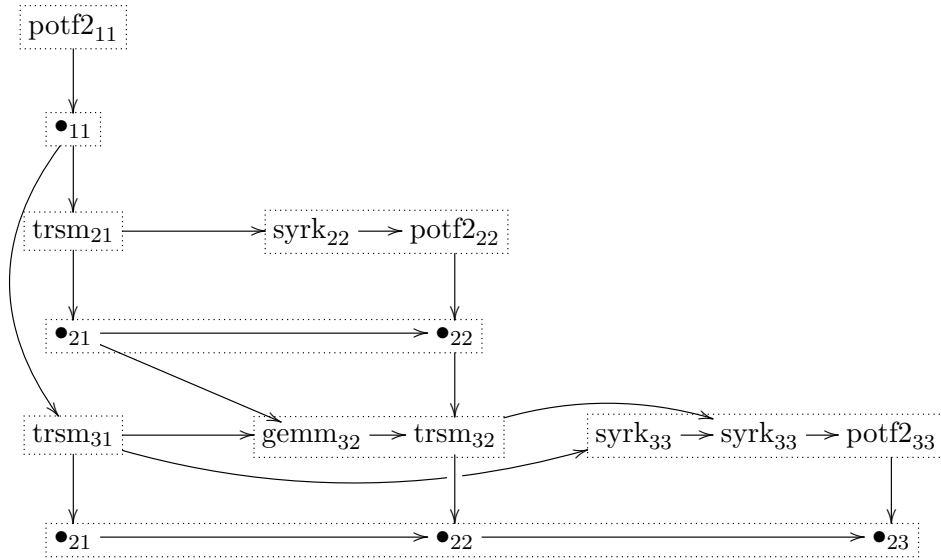 potf2₁₁
•₁₁
trsm₂₁ syrk₂₂ potf2₂₂
•₂₁ •₂₂
trsm₃₁ gemm₃₂ trsm₃₂ syrk₃₃ syrk₃₃ potf2₃₃
•₂₁ •₂₂ •₂₃